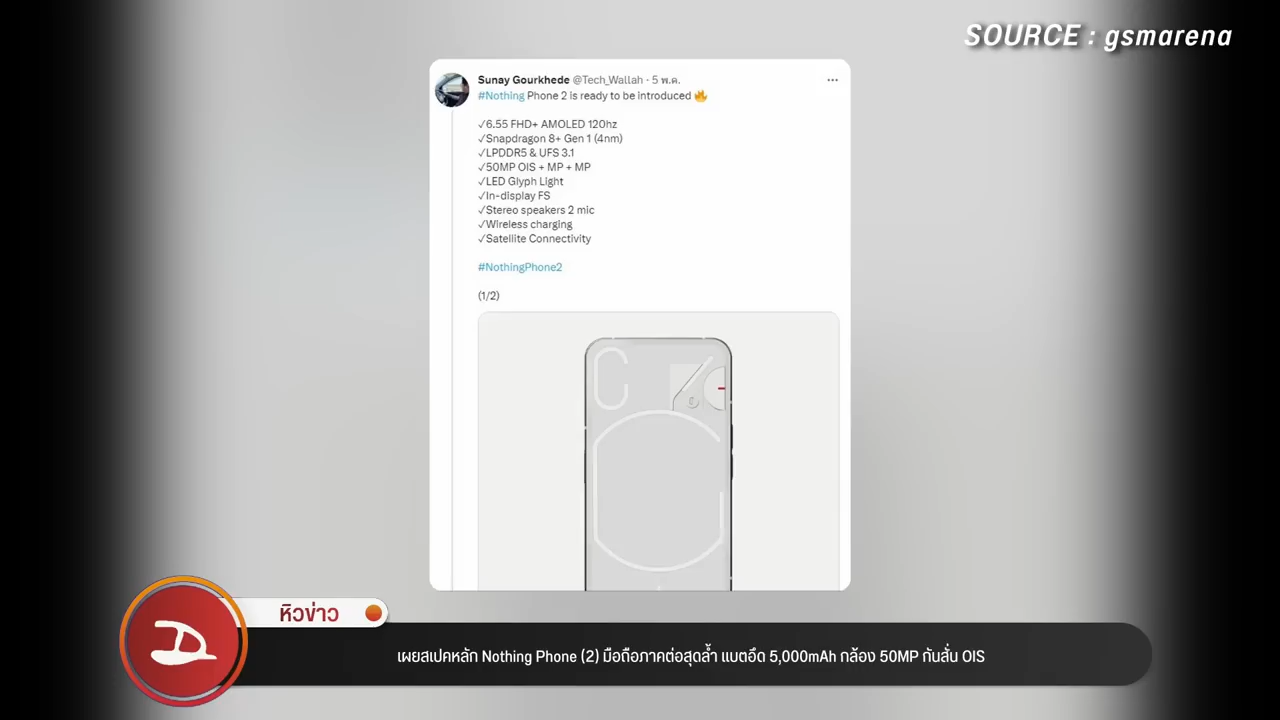 SOURCE : gsmarena
Sunay Gourkhede @Tech_Wallah · 5 พ.ค.
#Nothing Phone 2 is ready to be introduced 🔥
✓6.55 FHD+ AMOLED 120hz
✓Snapdragon 8+ Gen 1 (4nm)
✓LPDDR5 & UFS 3.1
✓50MP OIS + MP + MP
✓LED Glyph Light
✓In-display FS
✓Stereo speakers 2 mic
✓Wireless charging
✓Satellite Connectivity
#NothingPhone2
(1/2)
หิวข่าว
เผยสเปคหลัก Nothing Phone (2) มือถือภาคต่อสุดล้ำ แบตอึด 5,000mAh กล้อง 50MP กันสั่น OIS